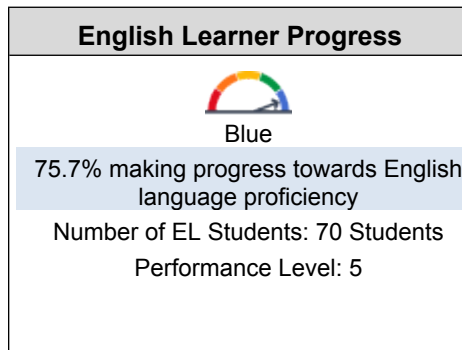 English Learner Progress
Blue
75.7% making progress towards English
language proficiency
Number of EL Students: 70 Students
Performance Level: 5